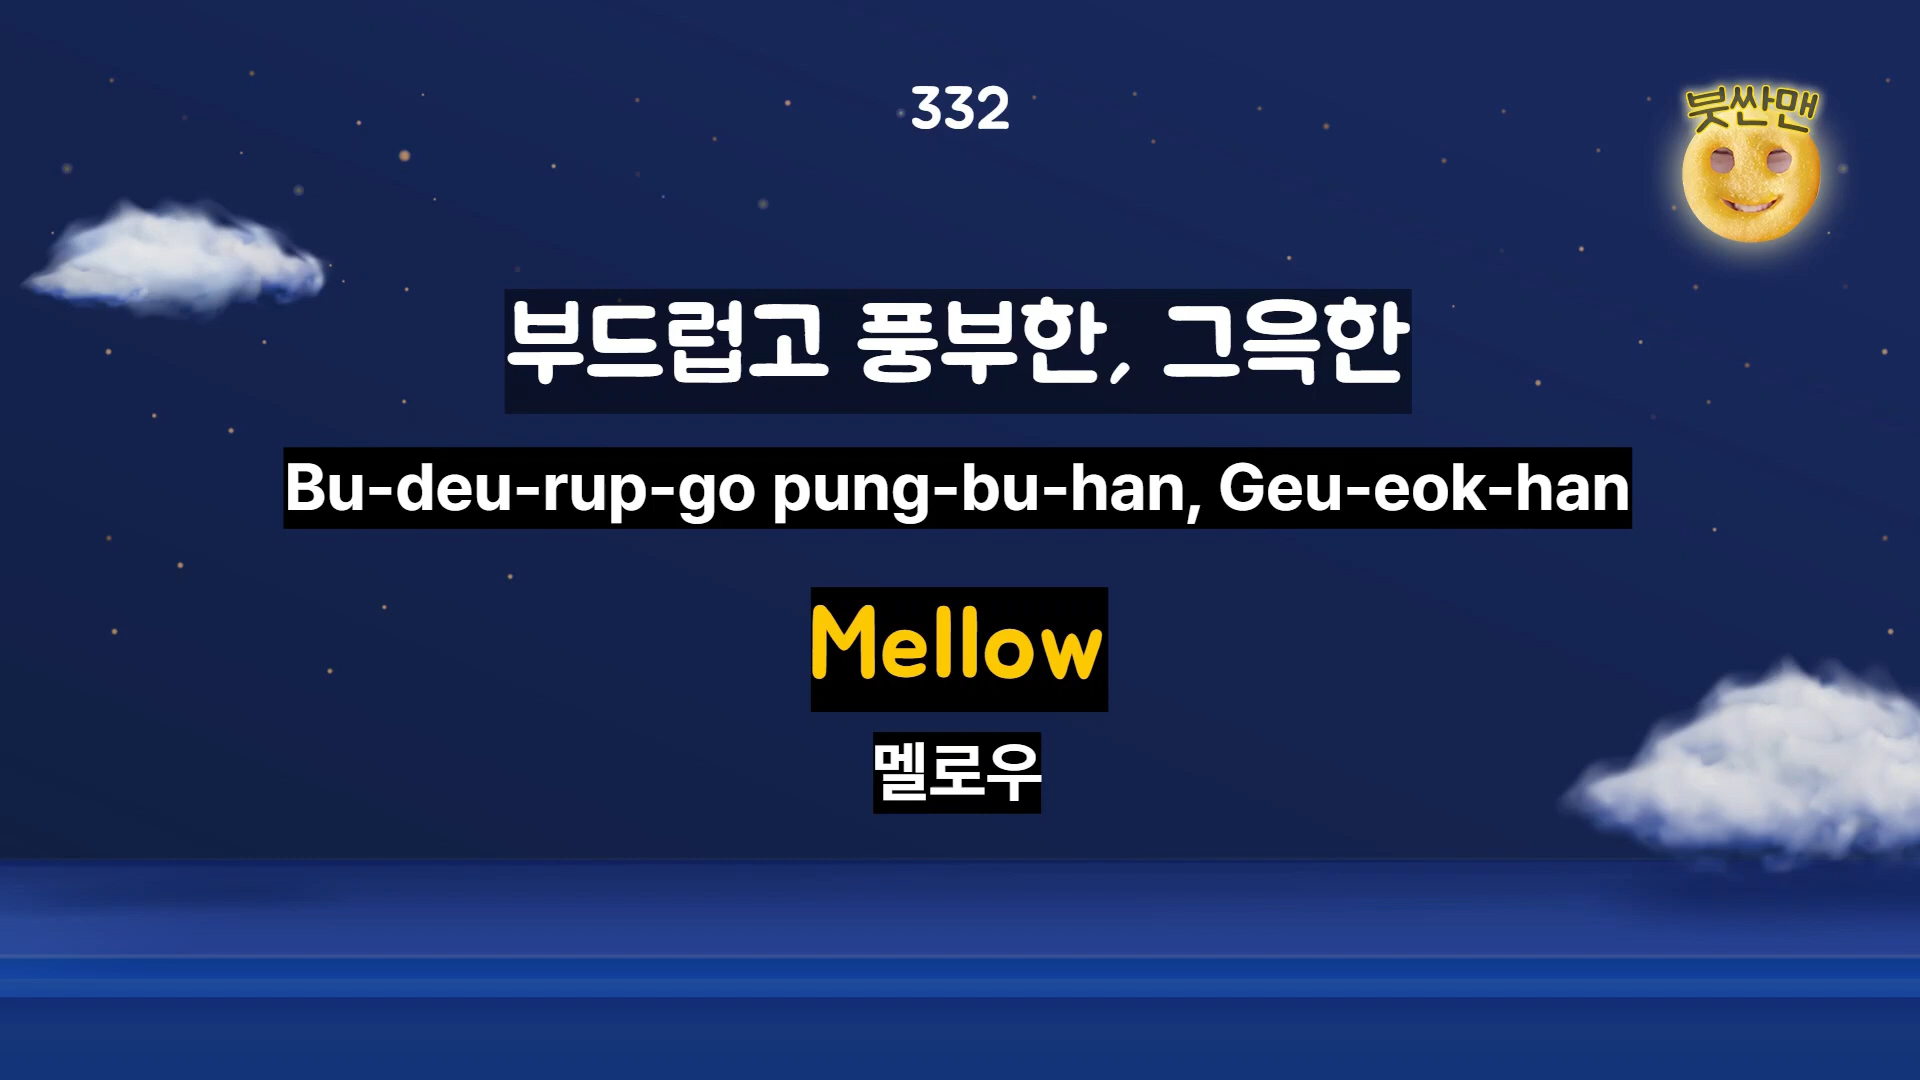 332
붓싼맨
부드럽고 풍부한, 그윽한
Bu-deu-rup-go pung-bu-han, Geu-eok-han
Mellow
멜로우